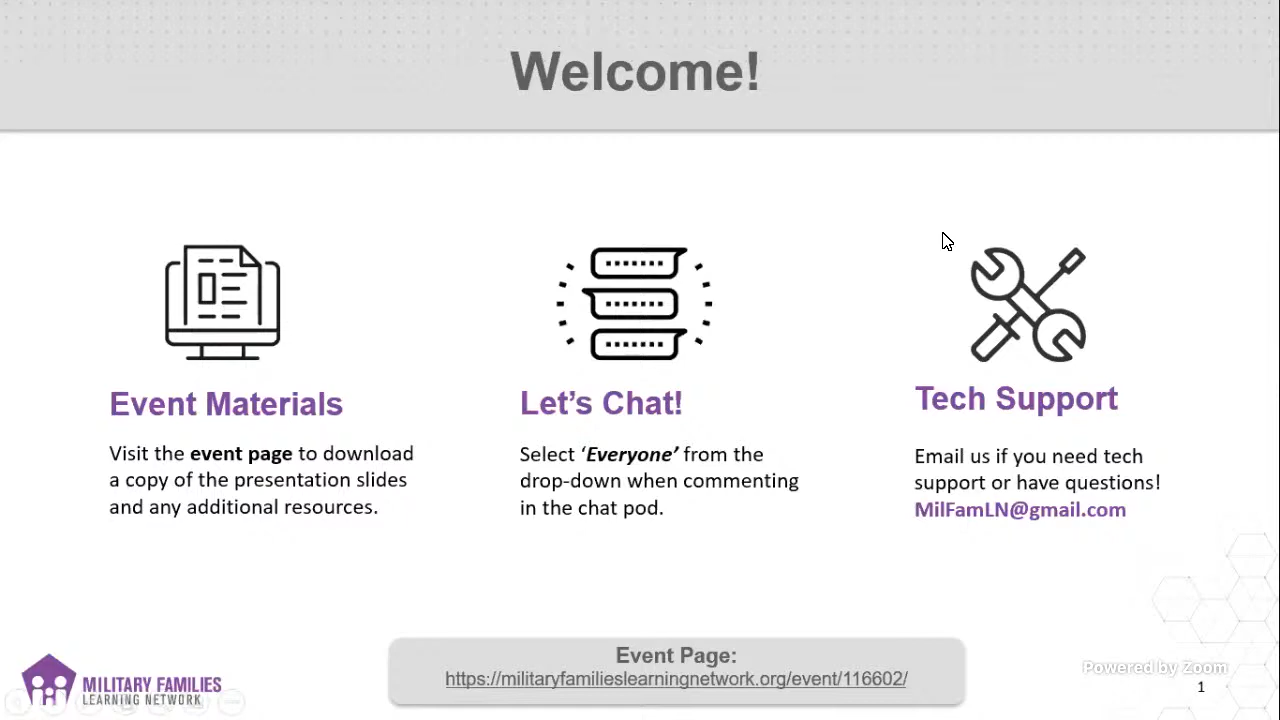 Welcome!
Event Materials
Visit the event page to download
a copy of the presentation slides
and any additional resources.
Let’s Chat!
Select ‘Everyone’ from the
drop-down when commenting
in the chat pod.
Tech Support
Email us if you need tech
support or have questions!
MilFamLN@gmail.com
Event Page:
https://militaryfamilieslearningnetwork.org/event/116602/
MILITARY FAMILIES
LEARNING NETWORK
Powered by Zoom
1